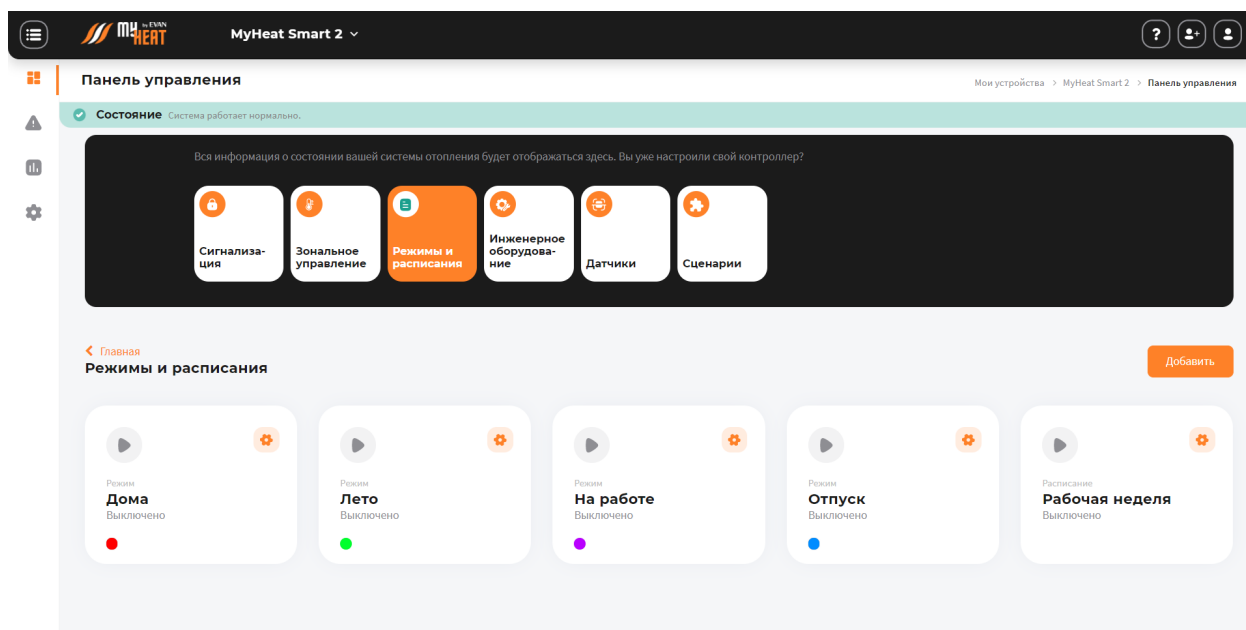 my by EVAN
HEAT
MyHeat Smart 2
?
Панель управления
Мои устройства > MyHeat Smart 2 > Панель управления
Состояние Система работает нормально.
Вся информация о состоянии вашей системы отопления будет отображаться здесь. Вы уже настроили свой контроллер?
Сигнализа-
ция
Зональное
управление
Режимы и
расписания
Инженерное
оборудова-
ние
Датчики
Сценарии
Главная
Режимы и расписания
Добавить
Режим
Дома
Выключено
Режим
Лето
Выключено
Режим
На работе
Выключено
Режим
Отпуск
Выключено
Расписание
Рабочая неделя
Выключено